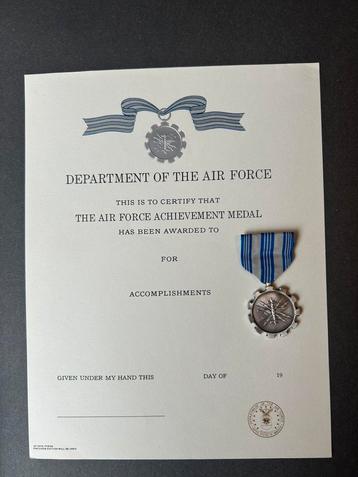 DEPARTMENT OF THE AIR FORCE
THIS IS TO CERTIFY THAT
THE AIR FORCE ACHIEVEMENT MEDAL
HAS BEEN AWARDED TO
FOR
ACCOMPLISHMENTS
GIVEN UNDER MY HAND THIS DAY OF 19